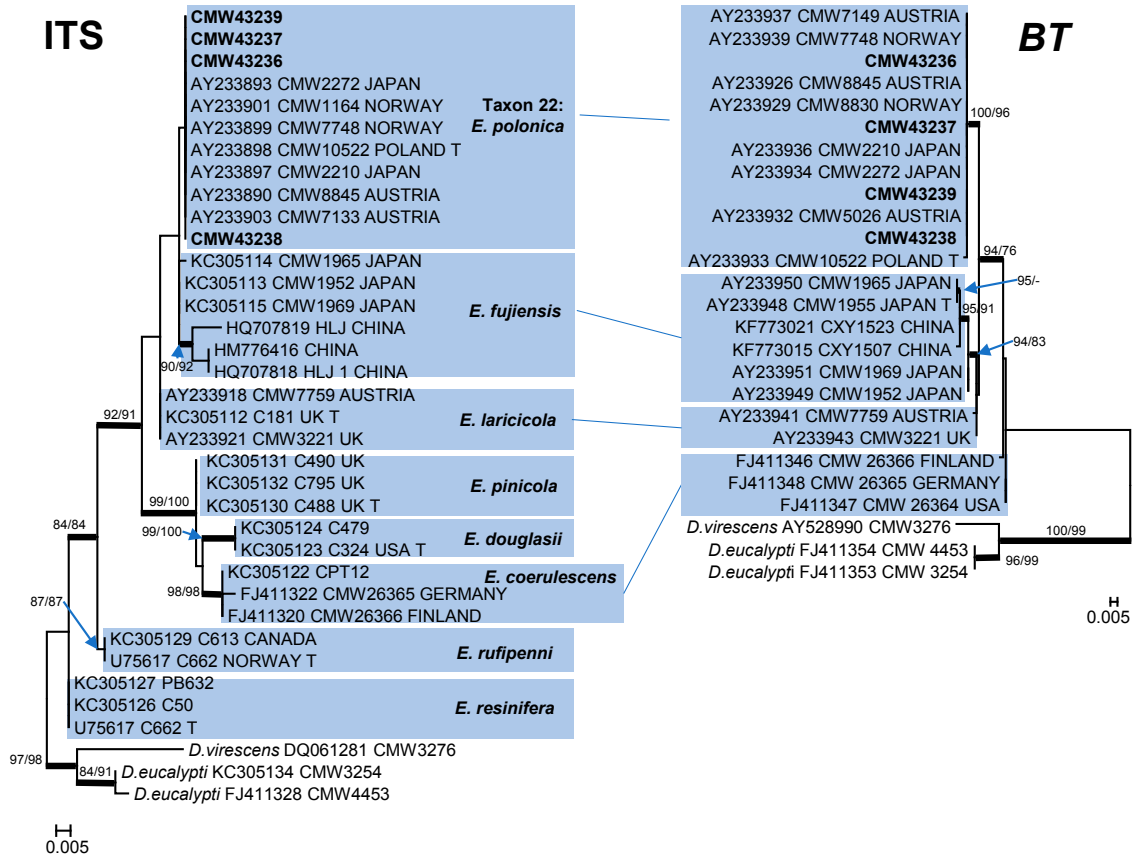 ITS
CMW43239
CMW43237
CMW43236
AY233893 CMW2272 JAPAN
AY233901 CMW1164 NORWAY
AY233899 CMW7748 NORWAY
AY233898 CMW10522 POLAND T
AY233897 CMW2210 JAPAN
AY233890 CMW8845 AUSTRIA
AY233903 CMW7133 AUSTRIA
CMW43238
Taxon 22:
E. polonica
KC305114 CMW1965 JAPAN
KC305113 CMW1952 JAPAN
KC305115 CMW1969 JAPAN
HQ707819 HLJ CHINA
HM776416 CHINA
HQ707818 HLJ 1 CHINA
E. fujiensis
90/92
AY233918 CMW7759 AUSTRIA
KC305112 C181 UK T
AY233921 CMW3221 UK
E. laricicola
92/91
KC305131 C490 UK
KC305132 C795 UK
KC305130 C488 UK T
E. pinicola
99/100
KC305124 C479
KC305123 C324 USA T
E. douglasii
99/100
84/84
KC305122 CPT12
FJ411322 CMW26365 GERMANY
FJ411320 CMW26366 FINLAND
E. coerulescens
98/98
87/87
KC305129 C613 CANADA
U75617 C662 NORWAY T
E. rufipenni
KC305127 PB632
KC305126 C50
U75617 C662 T
E. resinifera
97/98
D.virescens DQ061281 CMW3276
84/91
D.eucalypti KC305134 CMW3254
D.eucalypti FJ411328 CMW4453
0.005
BT
AY233937 CMW7149 AUSTRIA
AY233939 CMW7748 NORWAY
CMW43236
AY233926 CMW8845 AUSTRIA
AY233929 CMW8830 NORWAY
CMW43237
AY233936 CMW2210 JAPAN
AY233934 CMW2272 JAPAN
CMW43239
AY233932 CMW5026 AUSTRIA
CMW43238
AY233933 CMW10522 POLAND T
100/96
94/76
AY233950 CMW1965 JAPAN
AY233948 CMW1955 JAPAN T
KF773021 CXY1523 CHINA
KF773015 CXY1507 CHINA
AY233951 CMW1969 JAPAN
AY233949 CMW1952 JAPAN
95/-
95/91
94/83
AY233941 CMW7759 AUSTRIA
AY233943 CMW3221 UK
FJ411346 CMW 26366 FINLAND
FJ411348 CMW 26365 GERMANY
FJ411347 CMW 26364 USA
D.virescens AY528990 CMW3276
D.eucalypti FJ411354 CMW 4453
D.eucalypti FJ411353 CMW 3254
100/99
96/99
0.005